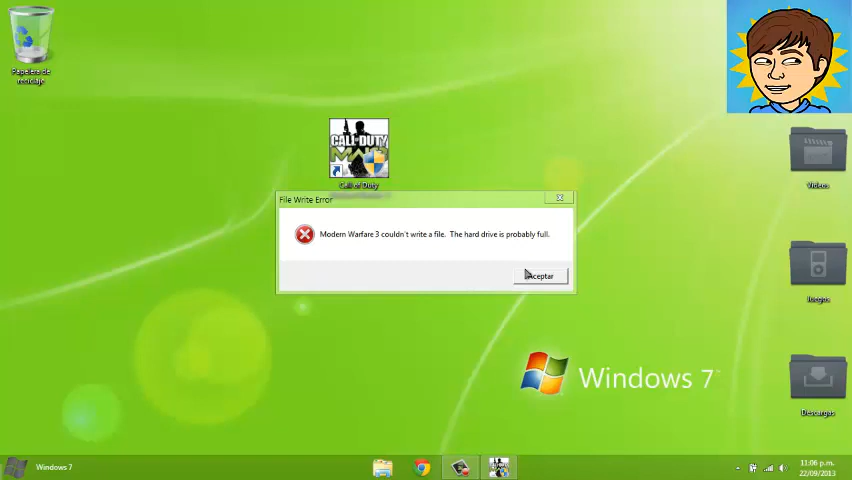 Papelera de
reciclaje
CALL OF DUTY
MW3
Call of Duty
File Write Error
Modern Warfare 3 couldn't write a file. The hard drive is probably full.
Aceptar
Videos
Juegos
Descargas
Windows 7
Windows 7
11:06 p.m.
22/09/2013